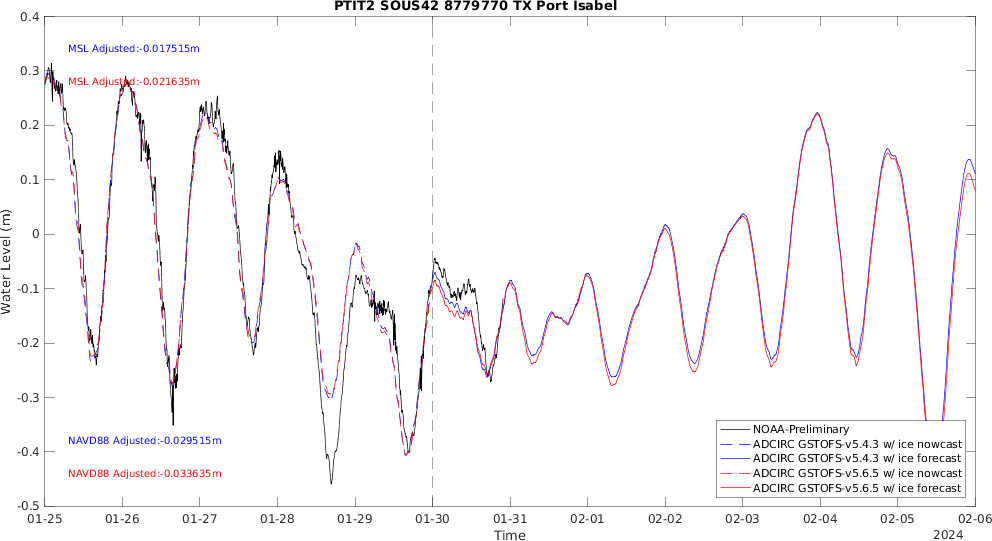 PTIT2 SOUS42 8779770 TX Port Isabel
0.4
0.3
0.2
0.1
0
-0.1
-0.2
-0.3
-0.4
-0.5
Water Level (m)
MSL Adjusted:-0.017515m
MSL Adjusted:-0.021635m
NAVD88 Adjusted:-0.029515m
NAVD88 Adjusted:-0.033635m
NOAA-Preliminary
ADCIRC GSTOFS-v5.4.3 w/ ice nowcast
ADCIRC GSTOFS-v5.4.3 w/ ice forecast
ADCIRC GSTOFS-v5.6.5 w/ ice nowcast
ADCIRC GSTOFS-v5.6.5 w/ ice forecast
01-25 01-26 01-27 01-28 01-29 01-30 01-31 02-01 02-02 02-03 02-04 02-05 02-06
Time
2024